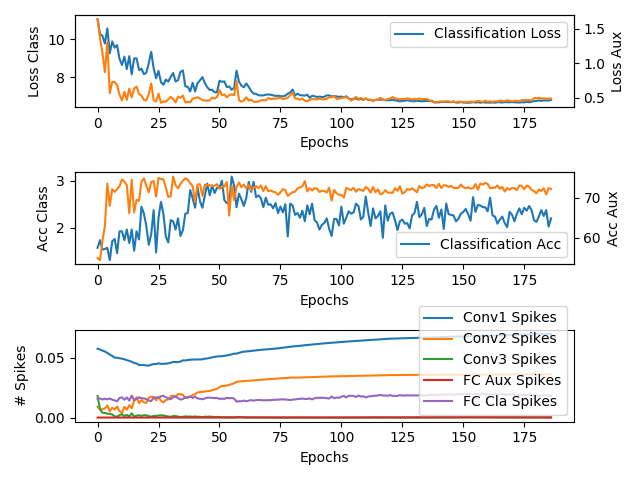 Loss Class
10
8
Classification Loss
1.5
1.0
0.5
Loss Aux
0 25 50 75 100 125 150 175
Epochs
Acc Class
3
2
Classification Acc
70
60
Acc Aux
0 25 50 75 100 125 150 175
Epochs
# Spikes
0.05
0.00
Conv1 Spikes
Conv2 Spikes
Conv3 Spikes
FC Aux Spikes
FC Cla Spikes
0 25 50 75 100 125 150 175
Epochs